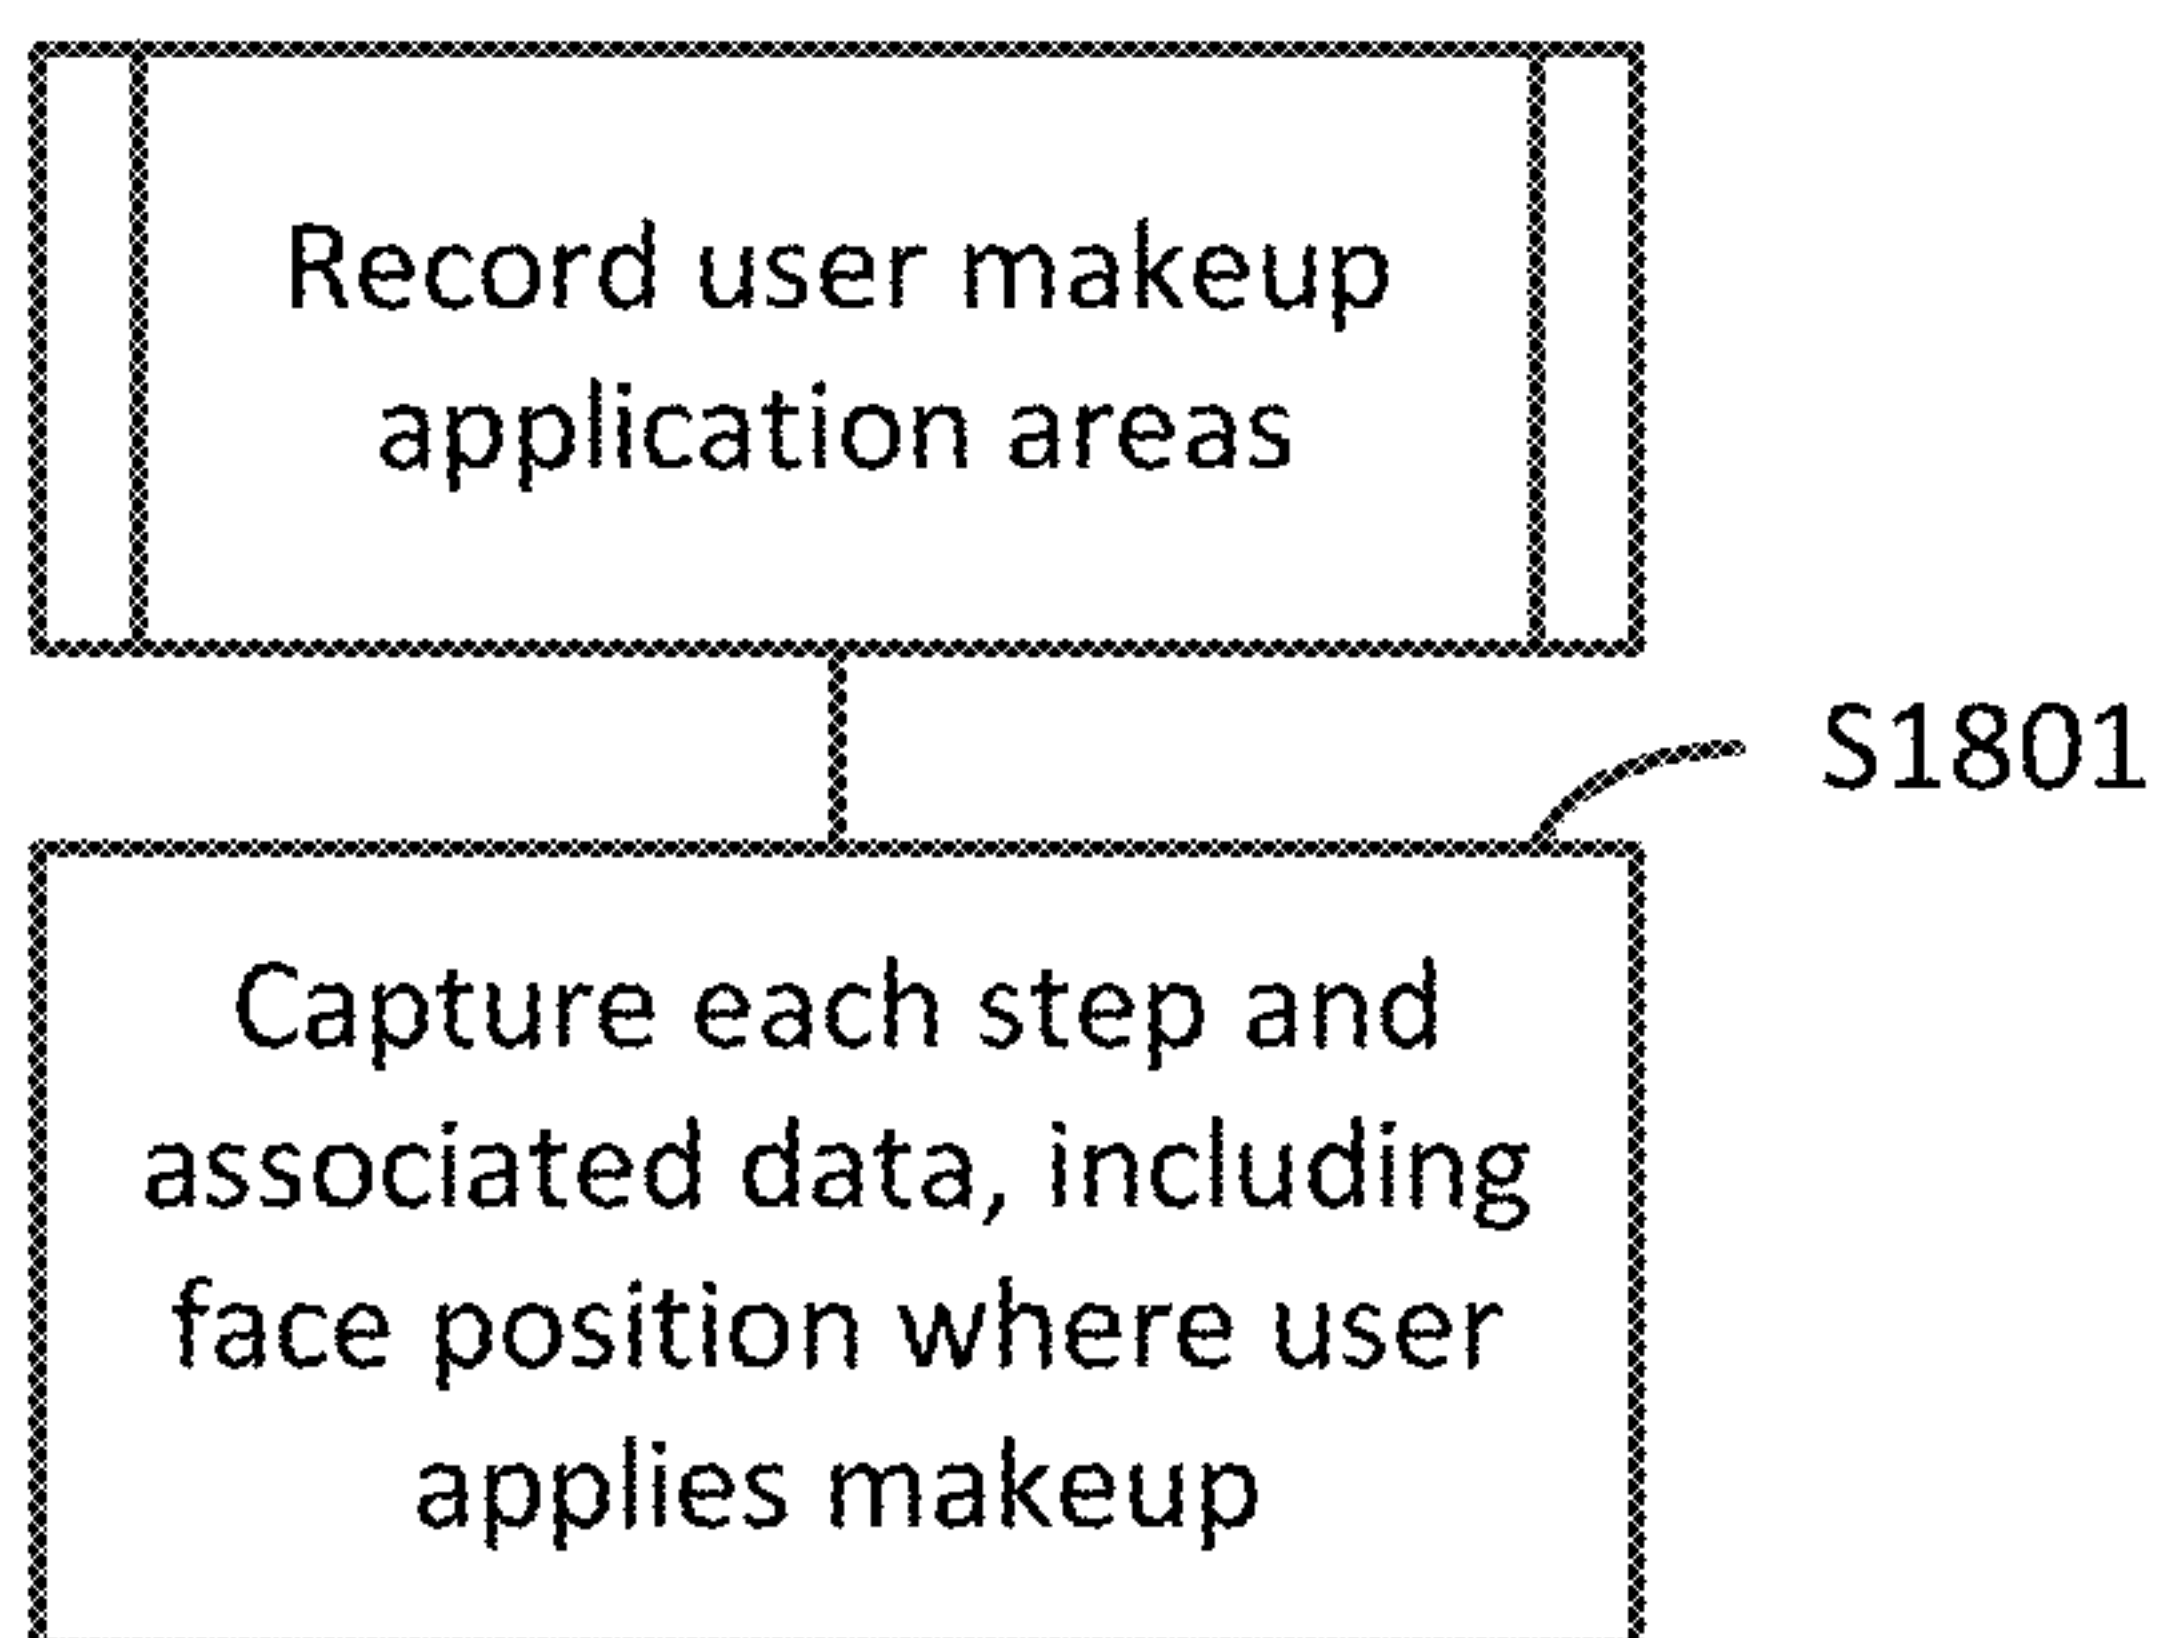 Record user makeup
application areas
S1801
Capture each step and
associated data, including
face position where user
applies makeup